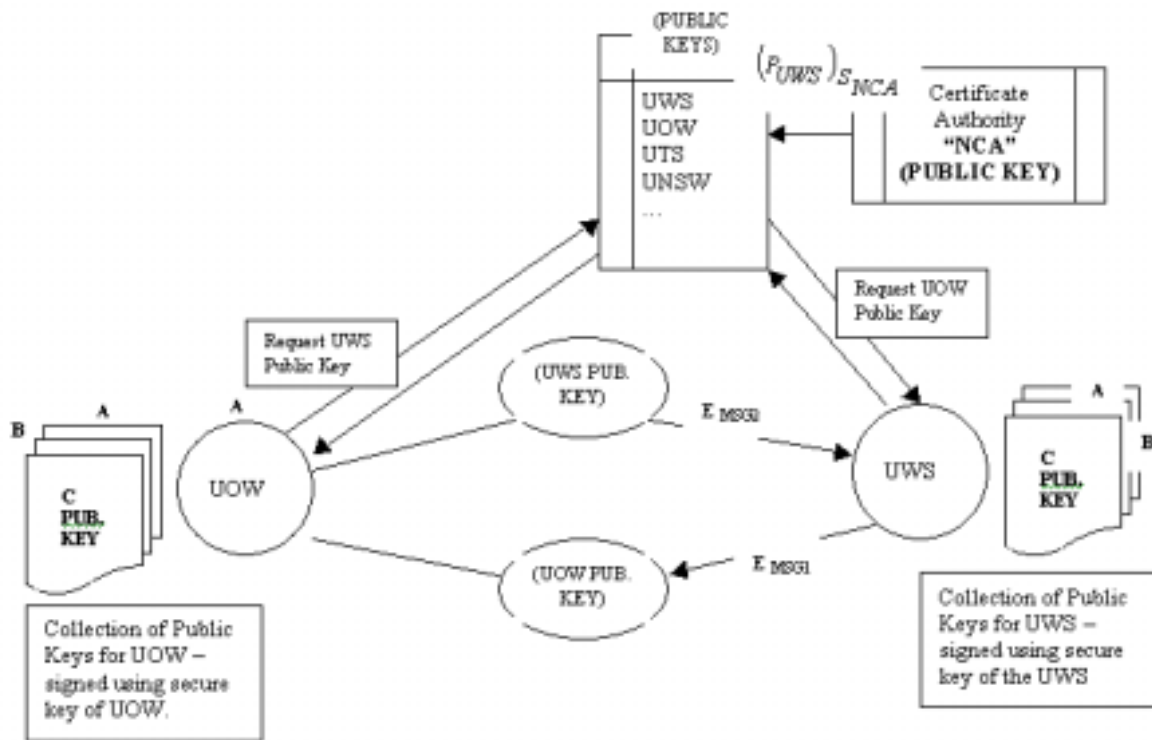 (PUBLIC
KEYS)
(P_UWS)_S_NCA
UWS
UOW
UTS
UNSW
...
Certificate
Authority
“NCA”
(PUBLIC KEY)
Request UOW
Public Key
Request UWS
Public Key
(UWS PUB.
KEY)
E MSG2
A
B
C
PUB.
KEY
A
UOW
UWS
A
B
C
PUB.
KEY
(UOW PUB.
KEY)
E MSG1
Collection of Public
Keys for UOW –
signed using secure
key of UOW.
Collection of Public
Keys for UWS –
signed using secure
key of the UWS